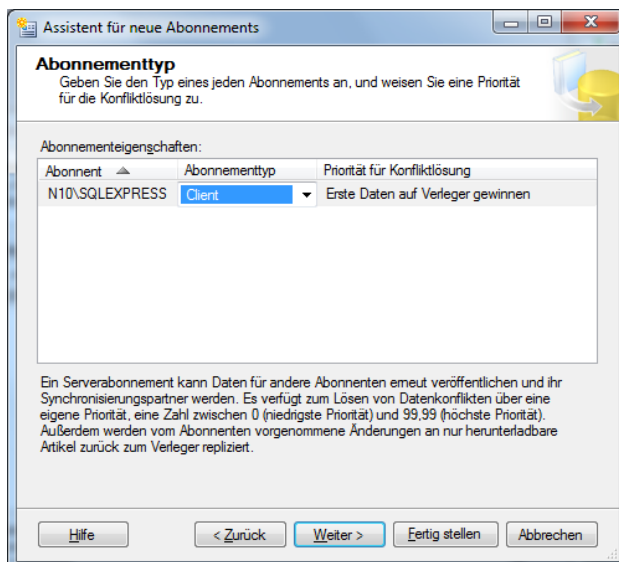 Assistent für neue Abonnements
Abonnementtyp
Geben Sie den Typ eines jeden Abonnements an, und weisen Sie eine Priorität
für die Konfliktlösung zu.
Abonnementeigenschaften:
Abonnent Abonnementtyp Priorität für Konfliktlösung
N10\SQLEXPRESS Client Erste Daten auf Verleger gewinnen
Ein Serverabonnement kann Daten für andere Abonnenten erneut veröffentlichen und ihr
Synchronisierungspartner werden. Es verfügt zum Lösen von Datenkonflikten über eine
eigene Priorität, eine Zahl zwischen 0 (niedrigste Priorität) und 99,99 (höchste Priorität).
Außerdem werden vom Abonnenten vorgenommene Änderungen an nur herunterladbare
Artikel zurück zum Verleger repliziert.
Hilfe < Zurück Weiter > Fertig stellen Abbrechen